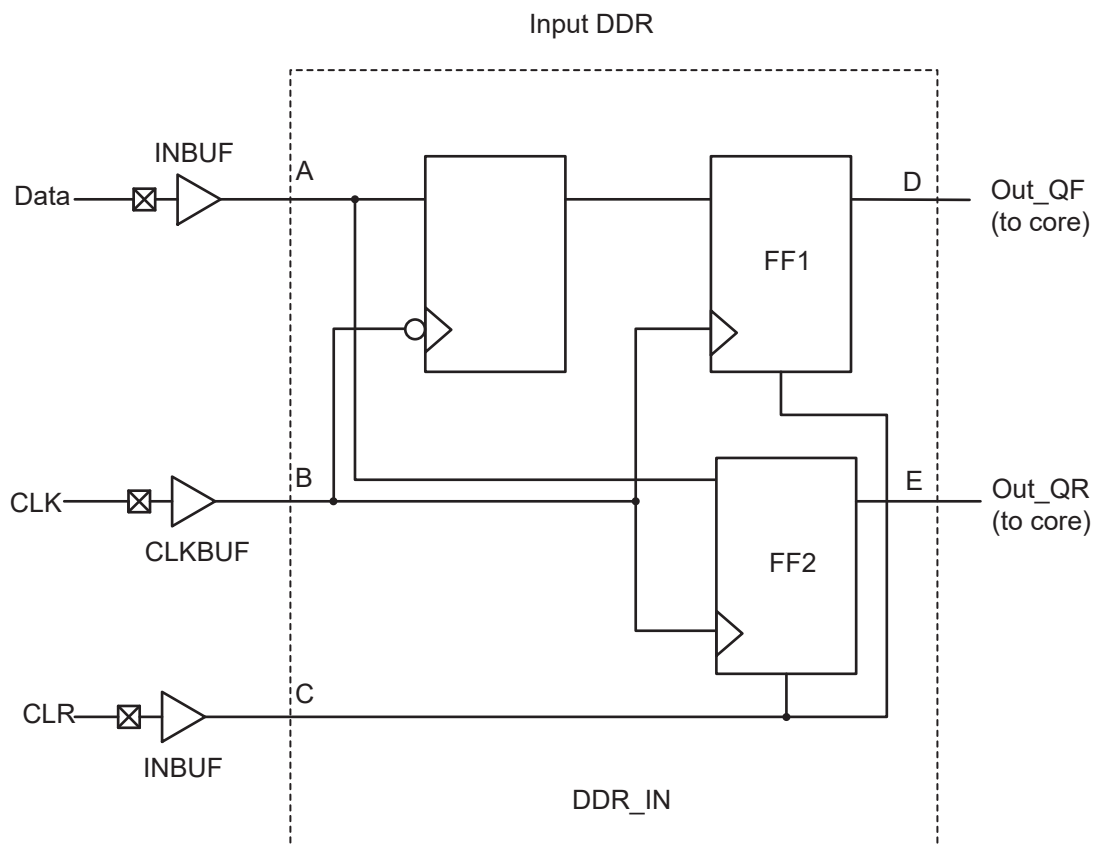 Input DDR
INBUF
A
D
Data
Out_QF
(to core)
FF1
B
E
CLK
Out_QR
(to core)
CLKBUF
FF2
C
CLR
INBUF
DDR_IN